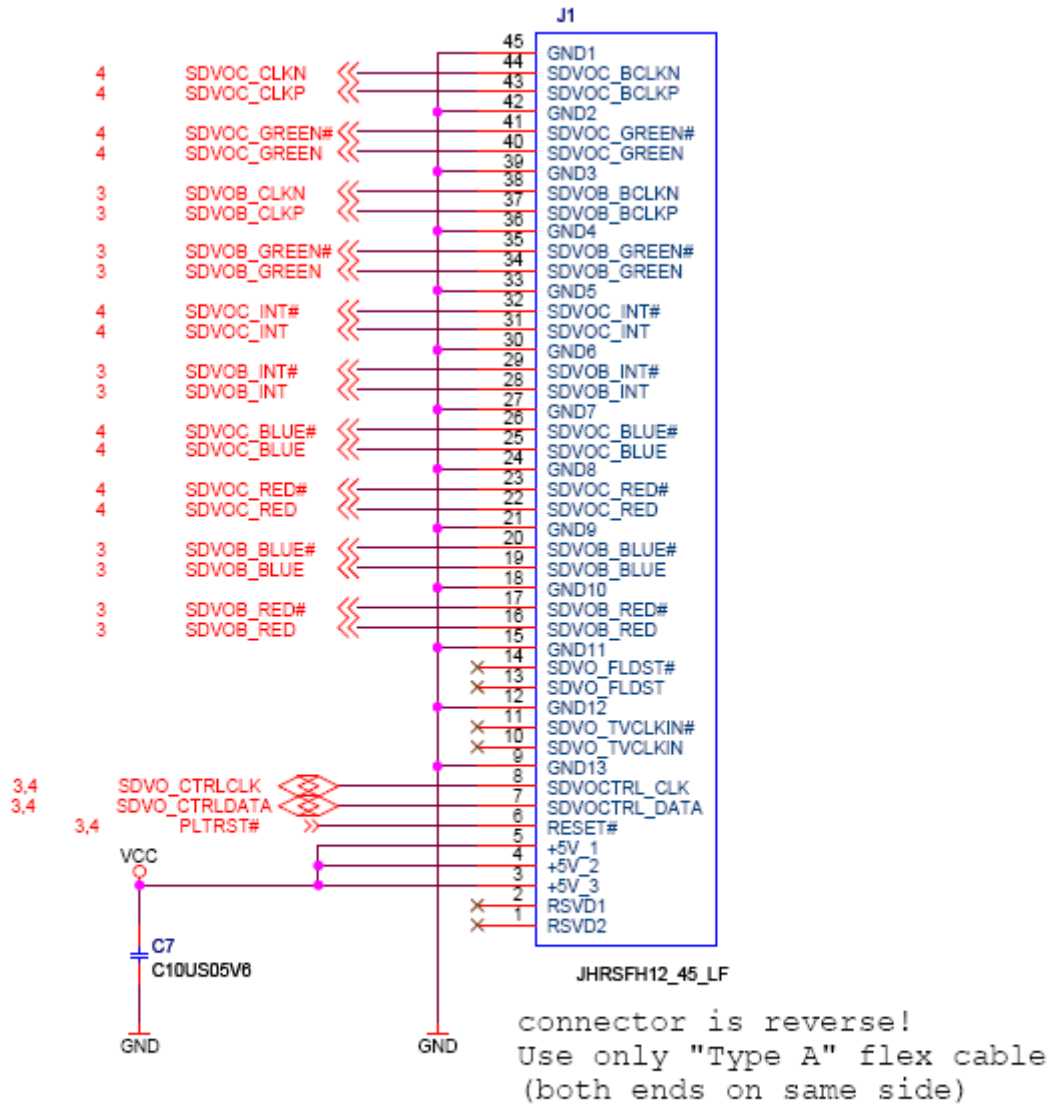 J1
45 GND1
4 SDVOC_CLKN 44 SDVOC_BCLKN
4 SDVOC_CLKP 43 SDVOC_BCLKP
42 GND2
4 SDVOC_GREEN# 41 SDVOC_GREEN#
4 SDVOC_GREEN 40 SDVOC_GREEN
39 GND3
3 SDVOB_CLKN 38 SDVOB_BCLKN
3 SDVOB_CLKP 37 SDVOB_BCLKP
36 GND4
3 SDVOB_GREEN# 35 SDVOB_GREEN#
3 SDVOB_GREEN 34 SDVOB_GREEN
33 GND5
4 SDVOC_INT# 32 SDVOC_INT#
4 SDVOC_INT 31 SDVOC_INT
30 GND6
3 SDVOB_INT# 29 SDVOB_INT#
3 SDVOB_INT 28 SDVOB_INT
27 GND7
4 SDVOC_BLUE# 26 SDVOC_BLUE#
4 SDVOC_BLUE 25 SDVOC_BLUE
24 GND8
4 SDVOC_RED# 23 SDVOC_RED#
4 SDVOC_RED 22 SDVOC_RED
21 GND9
3 SDVOB_BLUE# 20 SDVOB_BLUE#
3 SDVOB_BLUE 19 SDVOB_BLUE
18 GND10
3 SDVOB_RED# 17 SDVOB_RED#
3 SDVOB_RED 16 SDVOB_RED
15 GND11
14 SDVO_FLDST#
13 SDVO_FLDST
12 GND12
11 SDVO_TVCLKIN#
10 SDVO_TVCLKIN
9 GND13
3,4 SDVO_CTRLCLK 8 SDVOCTRL_CLK
3,4 SDVO_CTRLDATA 7 SDVOCTRL_DATA
3,4 PLTRST# 6 RESET#
5 +5V_1
VCC 4 +5V_2
3 +5V_3
2 RSVD1
1 RSVD2
C7
C10US05V6
JHRSFH12_45_LF
GND GND
connector is reverse!
Use only "Type A" flex cable
(both ends on same side)